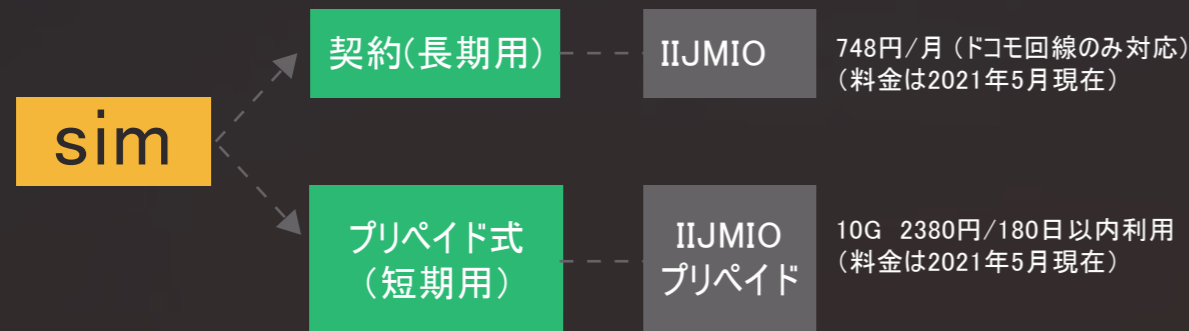 sim
契約(長期用)
IIJMIO
748円/月（ドコモ回線のみ対応）
（料金は2021年5月現在）
プリペイド式
（短期用）
IIJMIO
プリペイド
10G 2380円/180日以内利用
（料金は2021年5月現在）